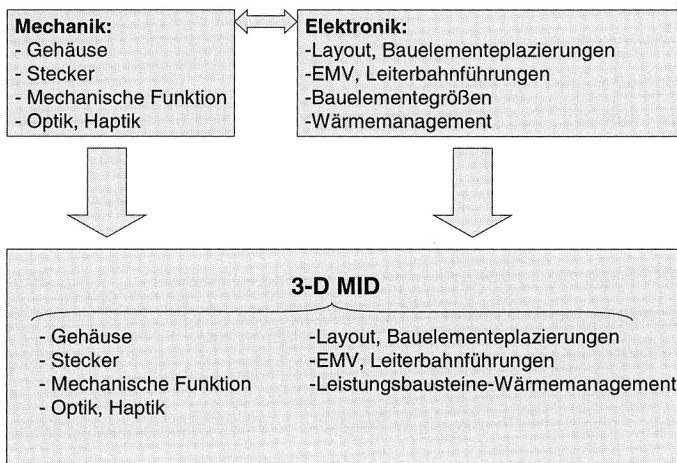 Mechanik:
- Gehäuse
- Stecker
- Mechanische Funktion
- Optik, Haptik
Elektronik:
-Layout, Bauelementeplazierungen
-EMV, Leiterbahnführungen
-Bauelementegrößen
-Wärmemanagement
3-D MID
- Gehäuse
- Stecker
- Mechanische Funktion
- Optik, Haptik
-Layout, Bauelementeplazierungen
-EMV, Leiterbahnführungen
-Leistungsbausteine-Wärmemanagement